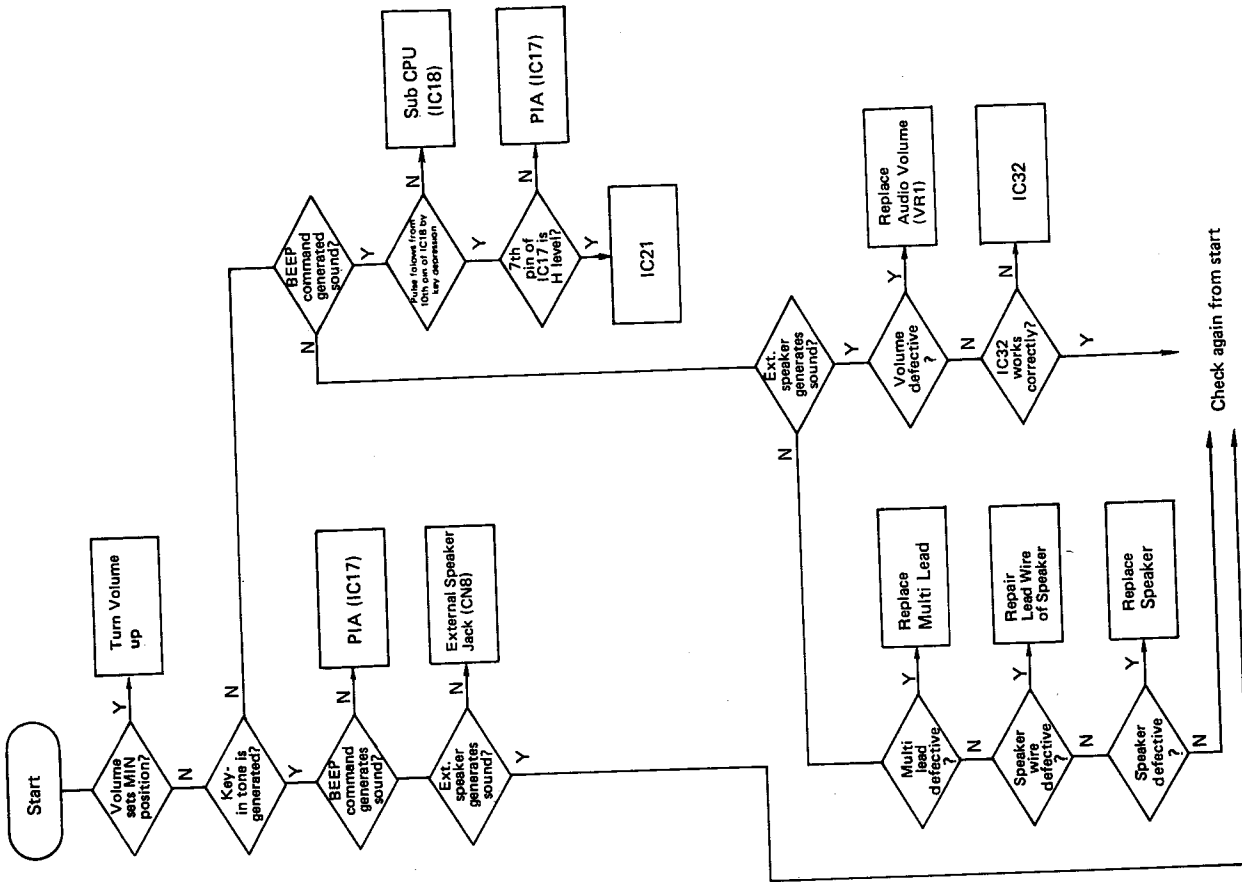 Start
Volume
sets MIN
position?
Y
Turn Volume
up
N
Key-
in tone is
generated?
N
Y
BEEP
command
generates
sound?
N
PIA (IC17)
Ext.
speaker
generates
sound?
N
External Speaker
Jack (CN8)
Y
BEEP
command
generated
sound?
N
Y
Pulse folows from
10th pin of IC18 by
key depression
N
Sub CPU
(IC18)
Y
7th
pin of
IC17 is
H level?
N
PIA (IC17)
Y
IC21
Ext.
speaker
generates
sound?
N
Y
Volume
defective
?
Y
Replace
Audio Volume
(VR1)
N
IC32
works
correctly?
N
IC32
Y
Multi
lead
defective
?
Y
Replace
Multi Lead
N
Speaker
wire
defective
?
Y
Repair
Lead Wire
of Speaker
N
Speaker
defective
?
Y
Replace
Speaker
N
Check again from start